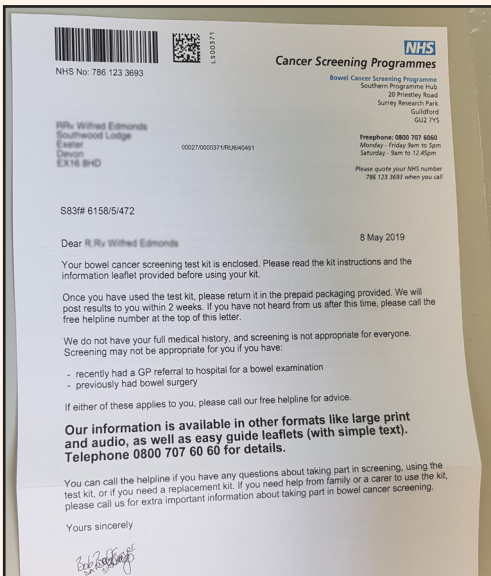 LSD0371
NHS
Cancer Screening Programmes
NHS No: 786 123 3693
Bowel Cancer Screening Programme
Southern Programme Hub
20 Priestley Road
Surrey Research Park
Guildford
GU2 7YS
RRv Wilfred Edmonds
Southwood Lodge
Exeter
Devon
EX16 8HD
00027/0000371/RU6/40451
Freephone: 0800 707 6060
Monday - Friday 9am to 5pm
Saturday - 9am to 12.45pm
Please quote your NHS number
786 123 3693 when you call
S83f# 6158/5/472
8 May 2019
Dear R.Rv Wilfred Edmonds
Your bowel cancer screening test kit is enclosed. Please read the kit instructions and the
information leaflet provided before using your kit.
Once you have used the test kit, please return it in the prepaid packaging provided. We will
post results to you within 2 weeks. If you have not heard from us after this time, please call the
free helpline number at the top of this letter.
We do not have your full medical history, and screening is not appropriate for everyone.
Screening may not be appropriate for you if you have:
- recently had a GP referral to hospital for a bowel examination
- previously had bowel surgery
If either of these applies to you, please call our free helpline for advice.
Our information is available in other formats like large print
and audio, as well as easy guide leaflets (with simple text).
Telephone 0800 707 60 60 for details.
You can call the helpline if you have any questions about taking part in screening, using the
test kit, or if you need a replacement kit. If you need help from family or a carer to use the kit,
please call us for extra important information about taking part in bowel cancer screening.
Yours sincerely